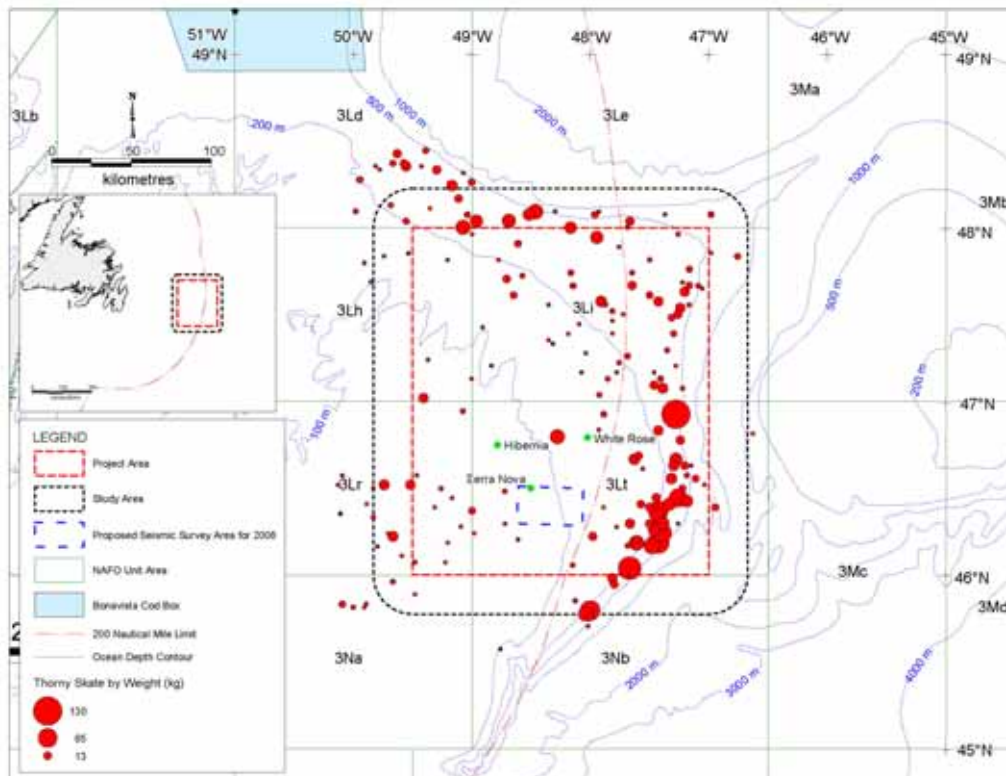 51°W
49°N
50°W
49°W
48°W
47°W
46°W
45°W
49°N
3Lb
3Ld
3Le
3Ma
200 m
500 m
1000 m
2000 m
N
0 50 100
kilometres
1000 m
3Mb
48°N
48°N
3Lh
3Li
500 m
200 m
100 m
47°N
47°N
Hibernia
White Rose
Terra Nova
3Lr
3Lt
46°N
46°N
3Mc
3Md
3Na
3Nb
2000 m
3000 m
4000 m
45°N
45°N
LEGEND
Project Area
Study Area
Proposed Seismic Survey Area for 2008
NAFO Unit Area
Bonavista Cod Box
200 Nautical Mile Limit
Ocean Depth Contour
Thorny Skate by Weight (kg)
130
65
13